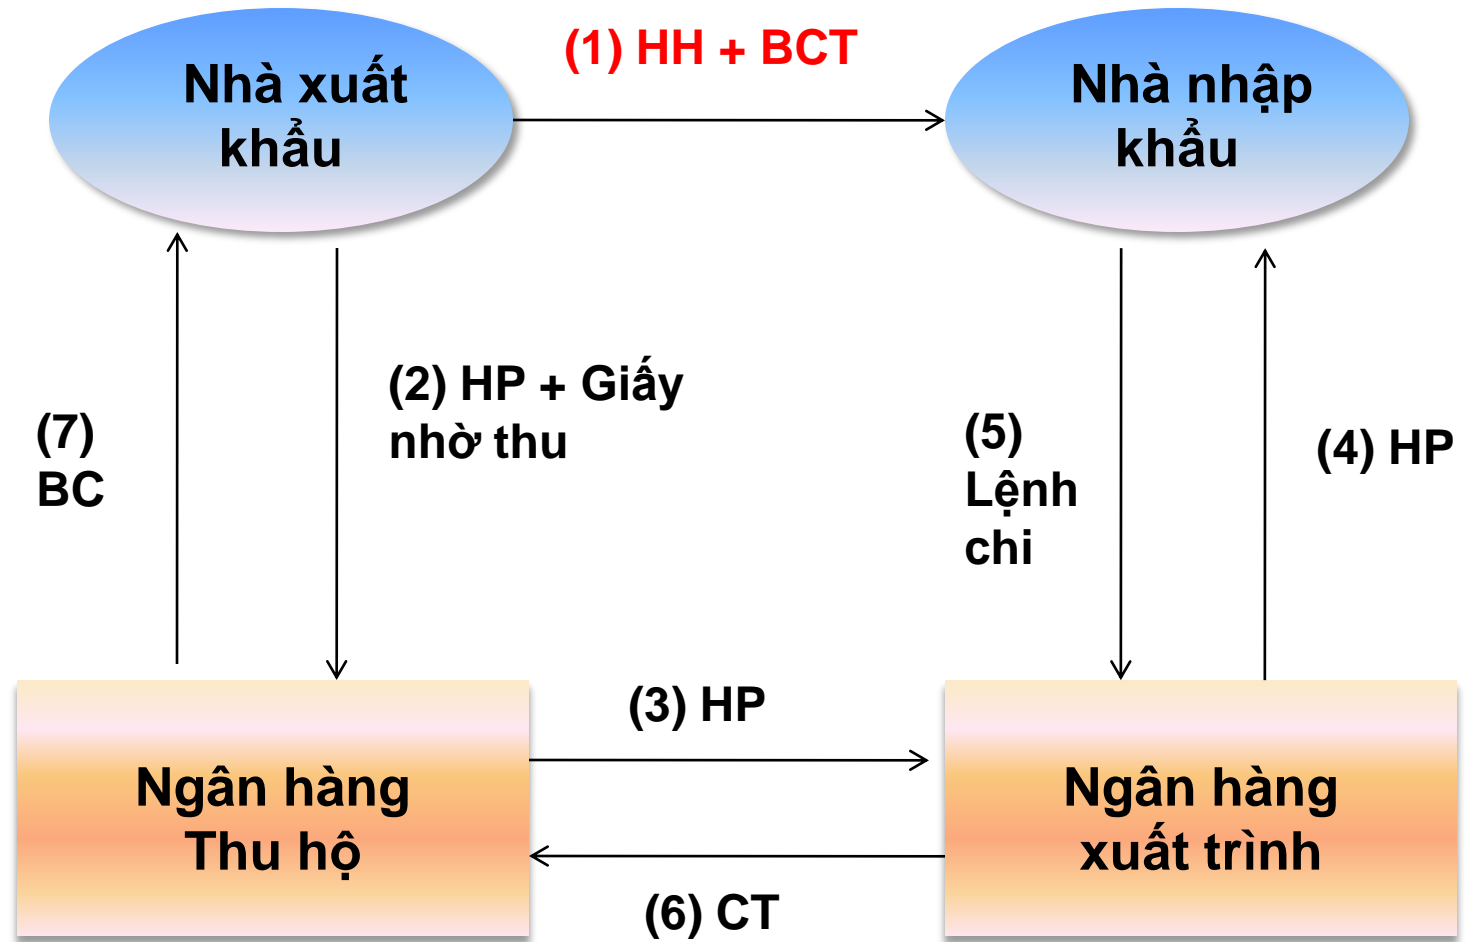 (1) HH + BCT
Nhà xuất
khẩu
Nhà nhập
khẩu
(2) HP + Giấy
nhờ thu
(7)
BC
(5)
Lệnh
chi
(4) HP
(3) HP
Ngân hàng
Thu hộ
Ngân hàng
xuất trình
(6) CT